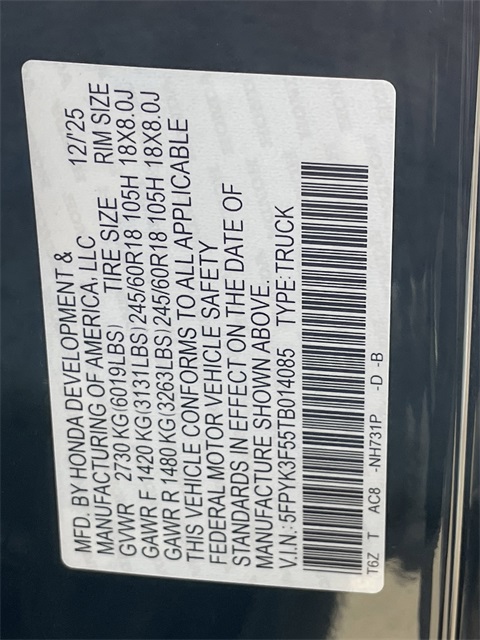 MFD. BY HONDA DEVELOPMENT & 12/'25
MANUFACTURING OF AMERICA, LLC
GVWR 2730 KG (6019LBS) TIRE SIZE RIM SIZE
GAWR F 1420 KG (3131LBS) 245/60R18 105H 18X8.0J
GAWR R 1480 KG (3263LBS) 245/60R18 105H 18X8.0J
THIS VEHICLE CONFORMS TO ALL APPLICABLE
FEDERAL MOTOR VEHICLE SAFETY
STANDARDS IN EFFECT ON THE DATE OF
MANUFACTURE SHOWN ABOVE.
V.I.N.: 5FPYK3F55TB014085 TYPE: TRUCK
T6Z T AC8 -NH731P -D -B